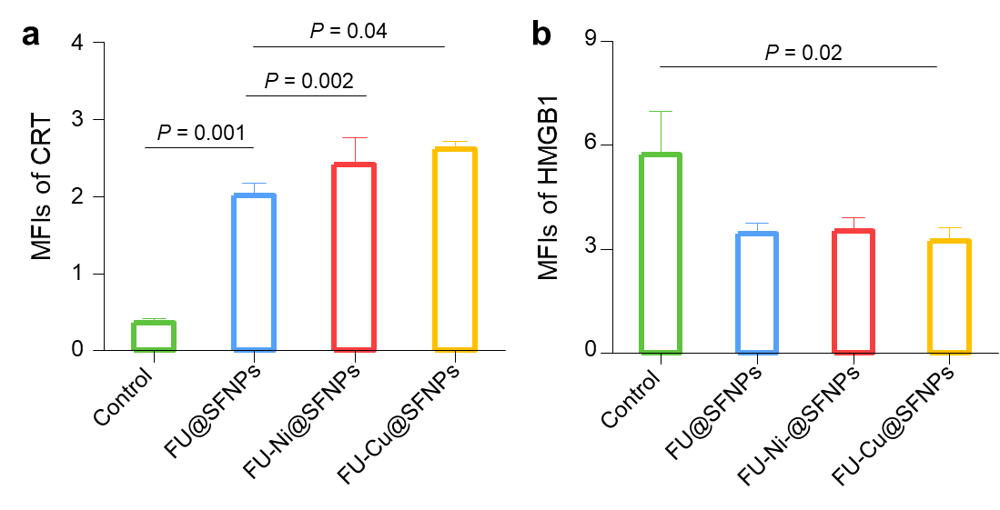 a
MFIs of CRT
4
3
2
1
0
P = 0.04
P = 0.002
P = 0.001
Control
FU@SFNPs
FU-Ni@SFNPs
FU-Cu@SFNPs
b
MFIs of HMGB1
9
6
3
0
P = 0.02
Control
FU@SFNPs
FU-Ni-@SFNPs
FU-Cu@SFNPs